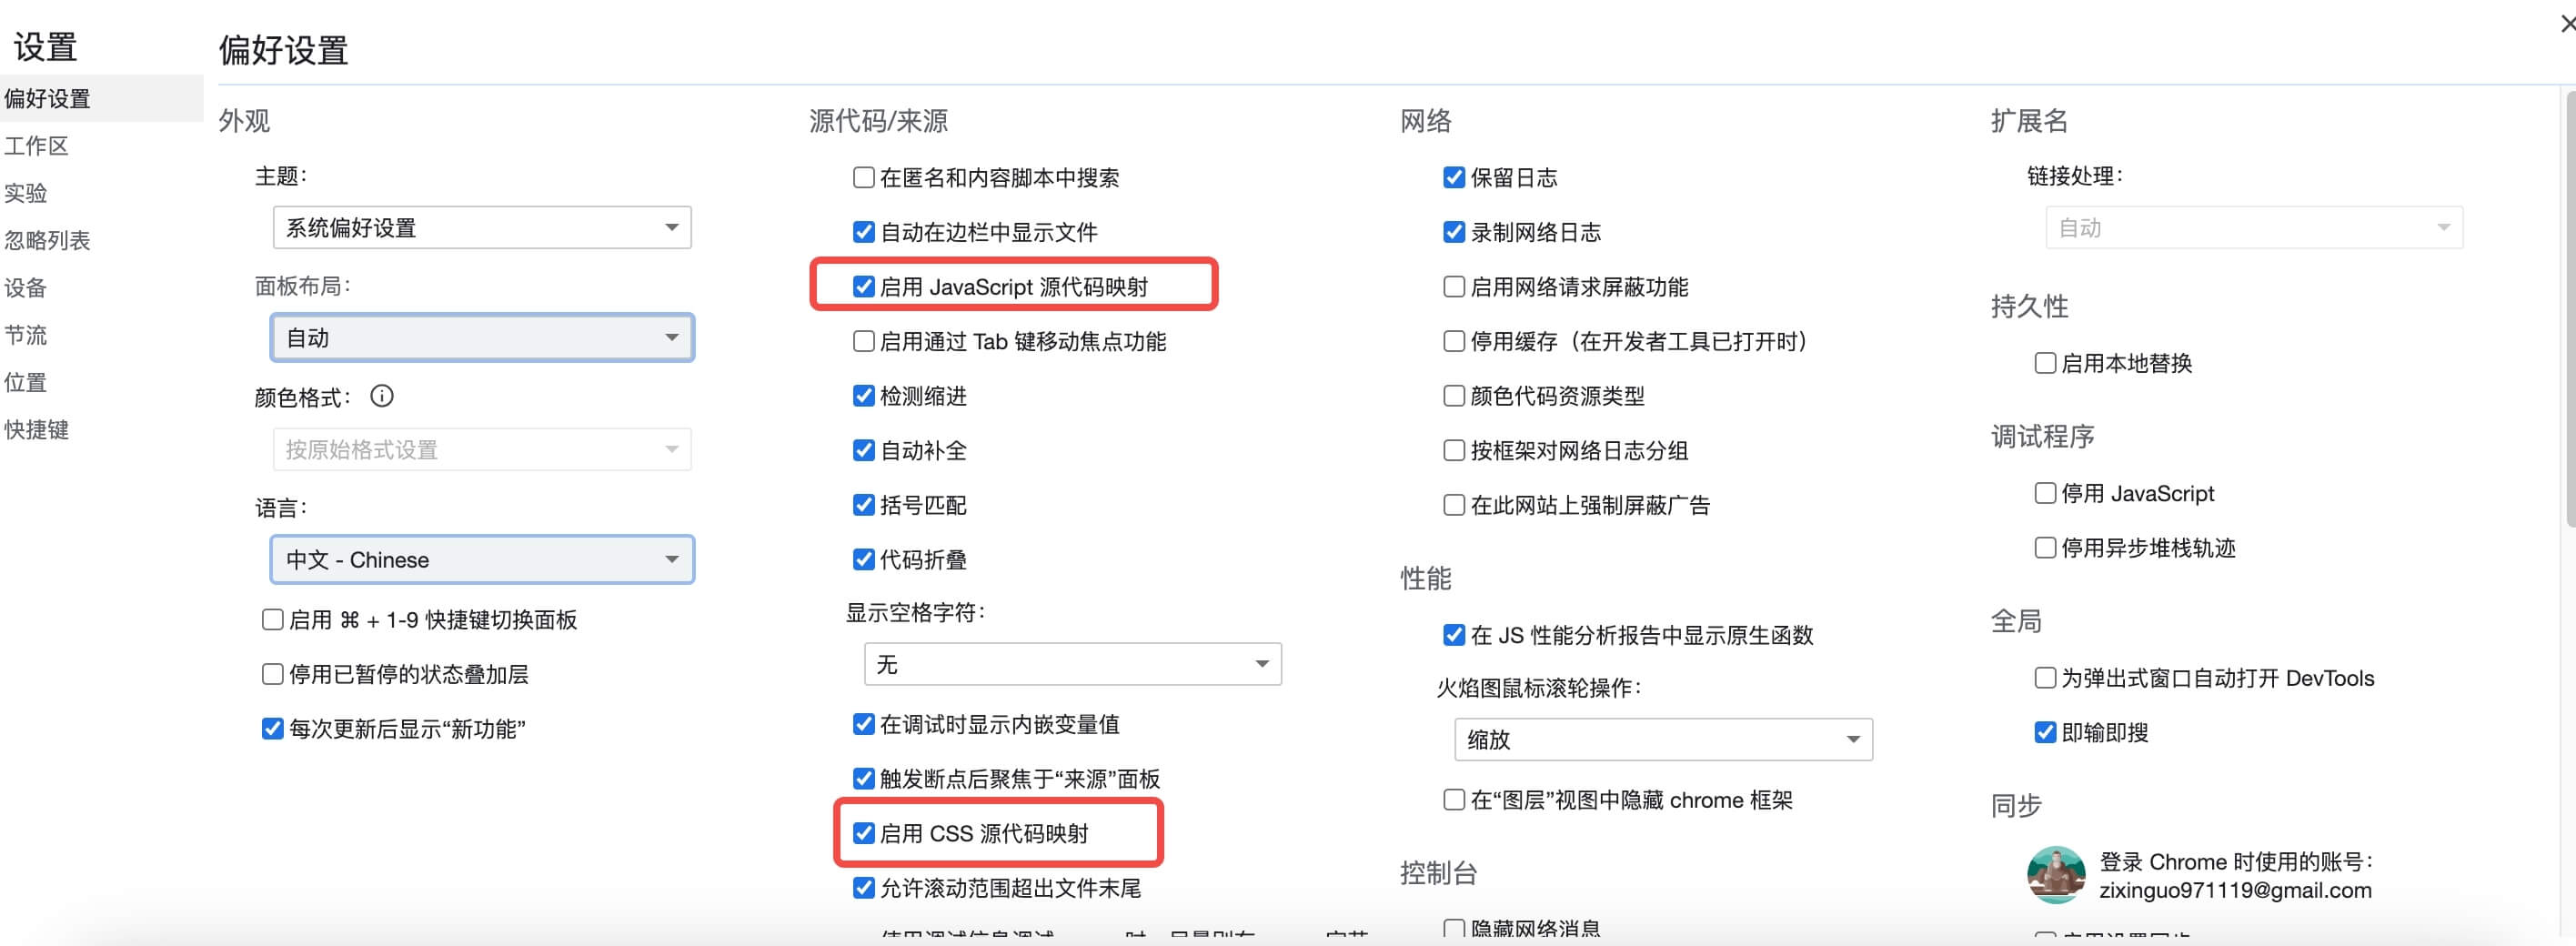 设置
偏好设置
工作区
实验
忽略列表
设备
节流
位置
快捷键
偏好设置
外观
主题:
系统偏好设置
面板布局:
自动
颜色格式:
按原始格式设置
语言:
中文 - Chinese
启用 ⌘ + 1-9 快捷键切换面板
停用已暂停的状态叠加层
每次更新后显示“新功能”
源代码/来源
在匿名和内容脚本中搜索
自动在边栏中显示文件
启用 JavaScript 源代码映射
启用通过 Tab 键移动焦点功能
检测缩进
自动补全
括号匹配
代码折叠
显示空格字符:
无
在调试时显示内嵌变量值
触发断点后聚焦于“来源”面板
启用 CSS 源代码映射
允许滚动范围超出文件末尾
网络
保留日志
录制网络日志
启用网络请求屏蔽功能
停用缓存（在开发者工具已打开时）
颜色代码资源类型
按框架对网络日志分组
在此网站上强制屏蔽广告
性能
在 JS 性能分析报告中显示原生函数
火焰图鼠标滚轮操作:
缩放
在“图层”视图中隐藏 chrome 框架
控制台
隐藏网络消息
扩展名
链接处理:
自动
持久性
启用本地替换
调试程序
停用 JavaScript
停用异步堆栈轨迹
全局
为弹出式窗口自动打开 DevTools
即输即搜
同步
登录 Chrome 时使用的账号:
zixinguo971119@gmail.com